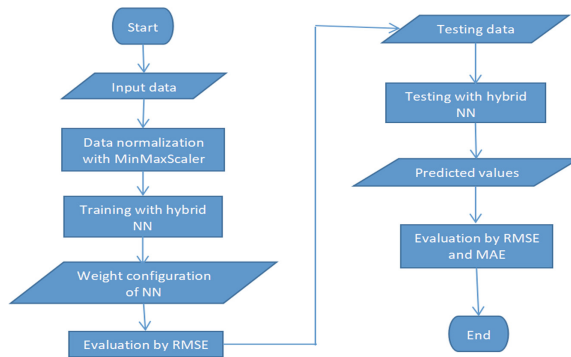 Start
Input data
Data normalization
with MinMaxScaler
Training with hybrid
NN
Weight configuration
of NN
Evaluation by RMSE
Testing data
Testing with hybrid
NN
Predicted values
Evaluation by RMSE
and MAE
End